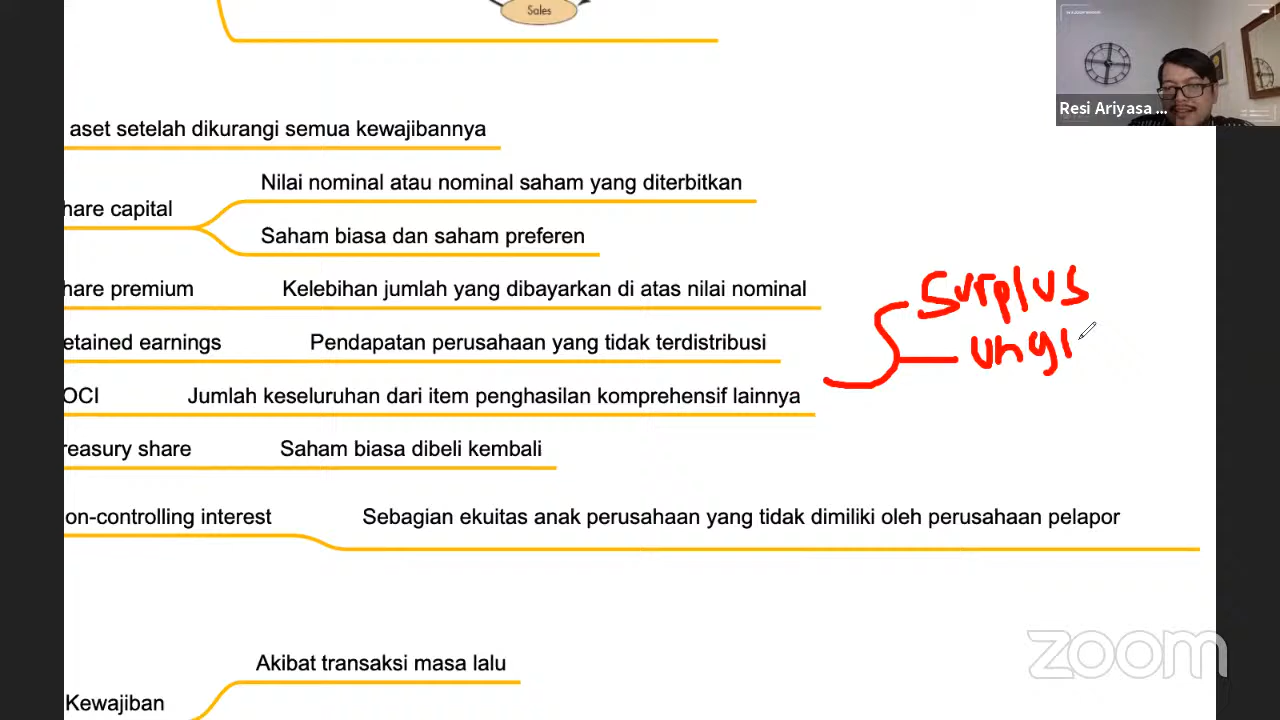 Sales
Resi Ariyasa ...
aset setelah dikurangi semua kewajibannya
Nilai nominal atau nominal saham yang diterbitkan
hare capital
Saham biasa dan saham preferen
hare premium Kelebihan jumlah yang dibayarkan di atas nilai nominal
Surplus
etained earnings Pendapatan perusahaan yang tidak terdistribusi
OCI Jumlah keseluruhan dari item penghasilan komprehensif lainnya
reasury share Saham biasa dibeli kembali
on-controlling interest Sebagian ekuitas anak perusahaan yang tidak dimiliki oleh perusahaan pelapor
Akibat transaksi masa lalu
Kewajiban
zoom